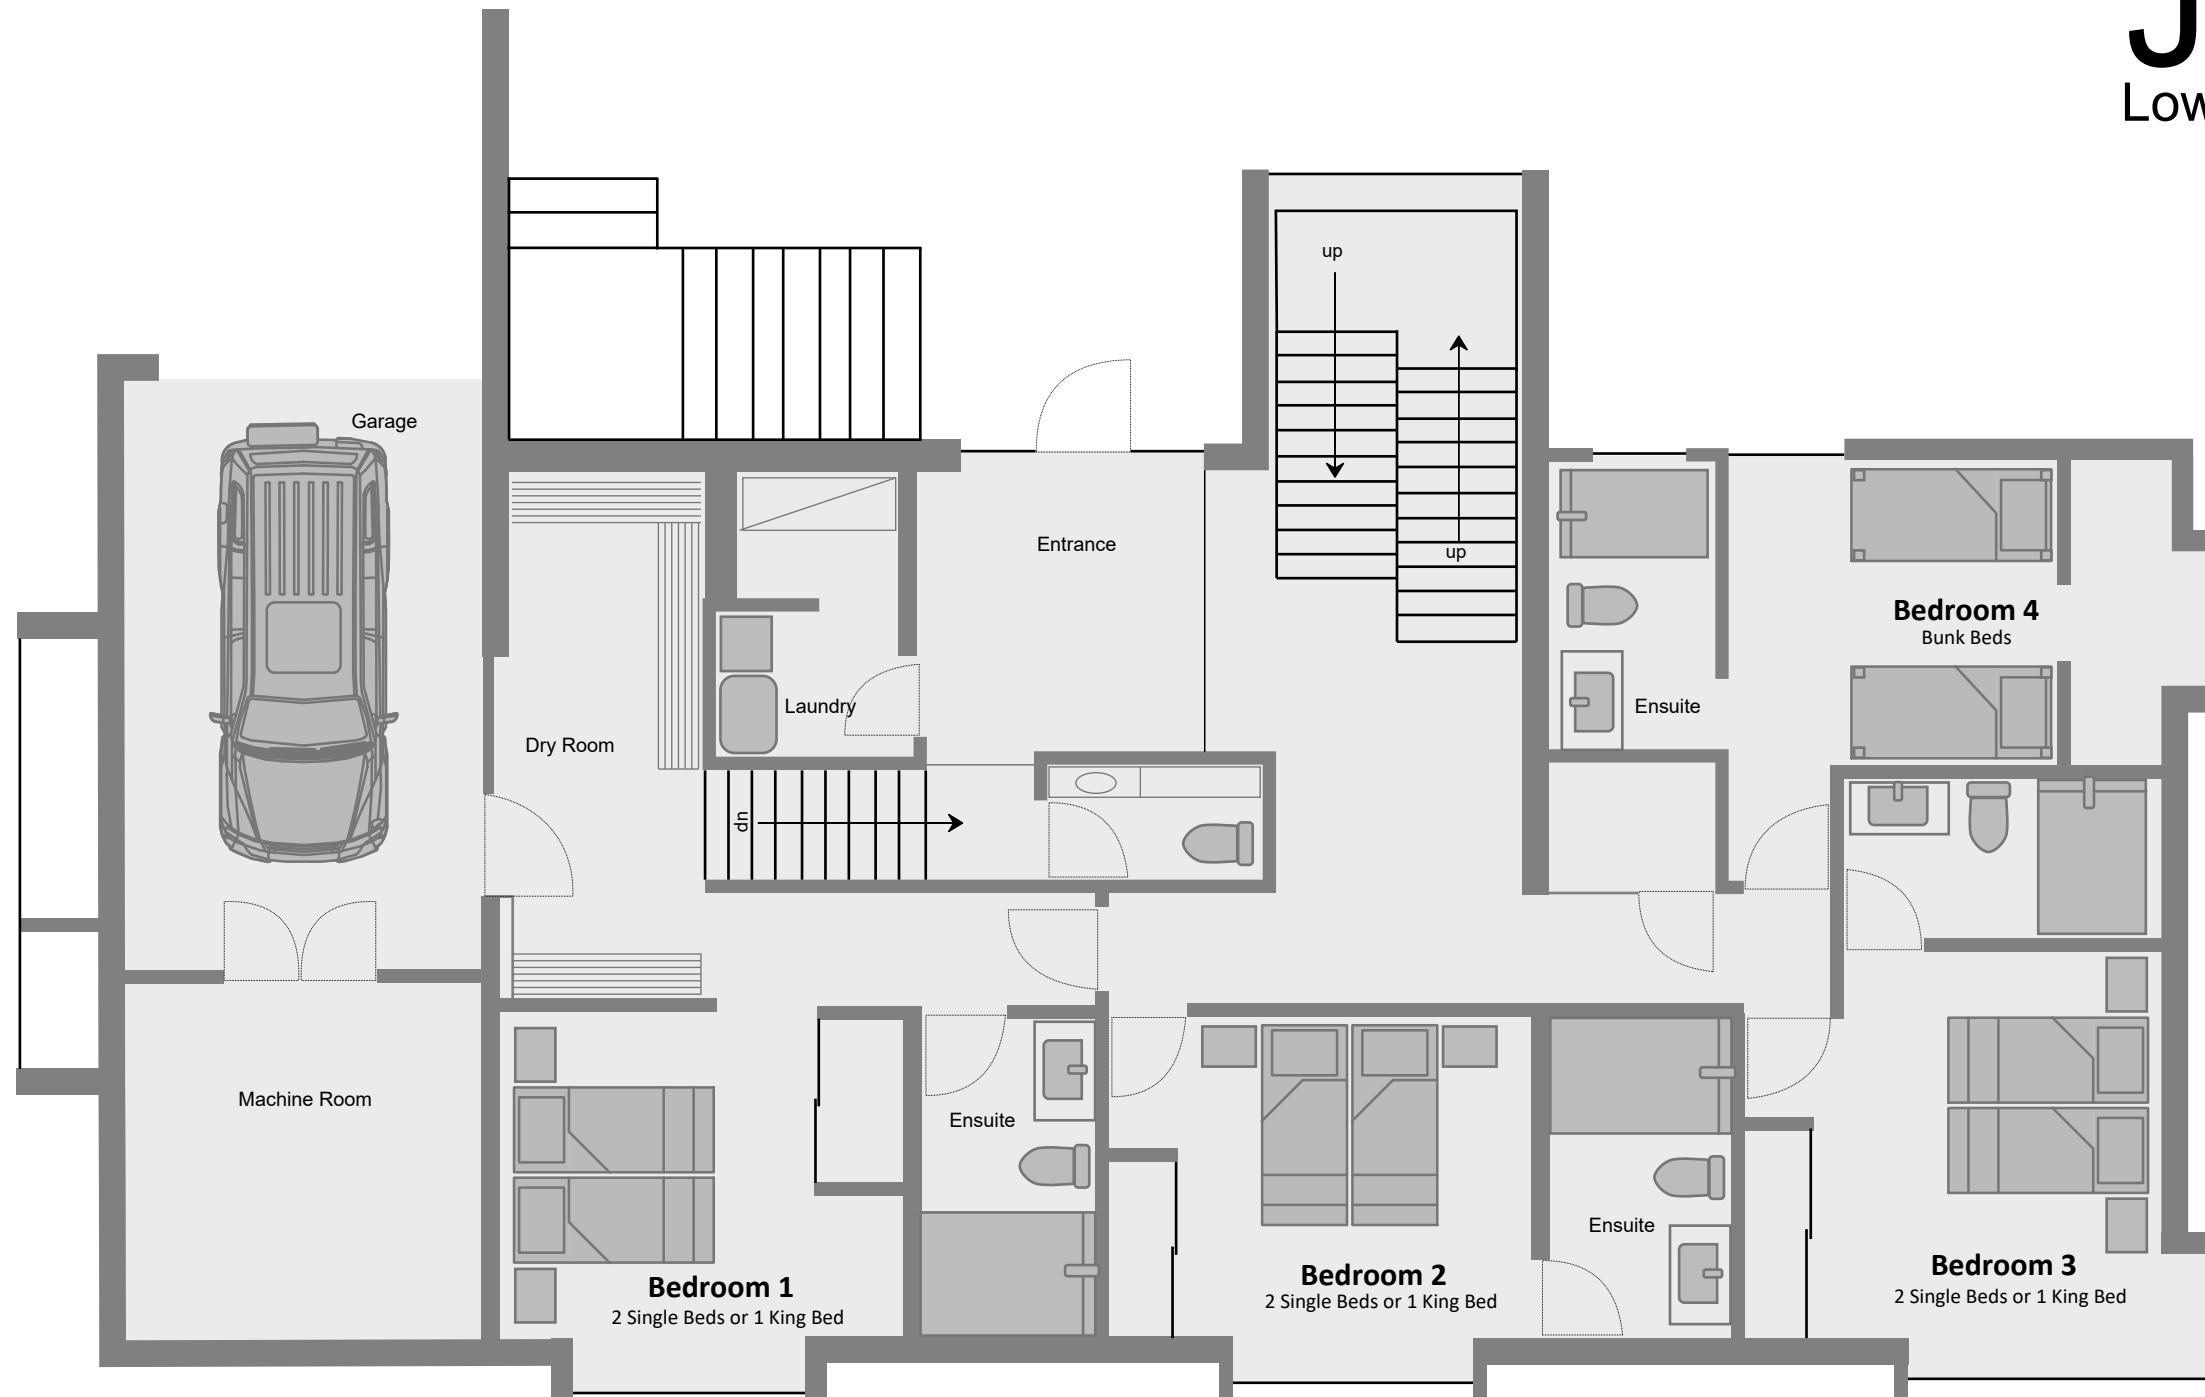 J
Low
up
Garage
Entrance
up
Bedroom 4
Bunk Beds
Laundry
Ensuite
Dry Room
dn
Machine Room
Ensuite
Ensuite
Bedroom 1
2 Single Beds or 1 King Bed
Bedroom 2
2 Single Beds or 1 King Bed
Bedroom 3
2 Single Beds or 1 King Bed